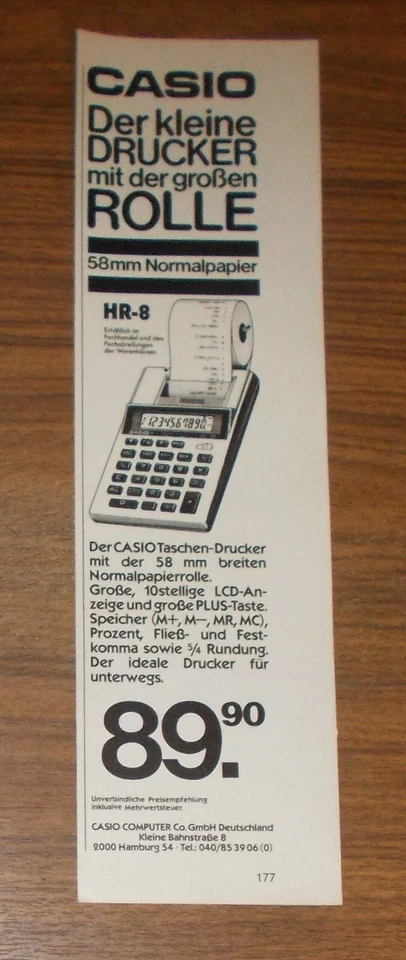 CASIO
Der kleine
DRUCKER
mit der großen
ROLLE
58mm Normalpapier
HR-8
Erhältlich im
Fachhandel und den
Fachabteilungen
der Warenhäuser
1234567890.
CASIO
Der CASIO Taschen-Drucker
mit der 58 mm breiten
Normalpapierrolle.
Große, 10stellige LCD-An-
zeige und große PLUS-Taste.
Speicher (M+, M–, MR, MC),
Prozent, Fließ- und Fest-
komma sowie 5/4 Rundung.
Der ideale Drucker für
unterwegs.
89.90
Unverbindliche Preisempfehlung
inklusive Mehrwertsteuer.
CASIO COMPUTER Co. GmbH Deutschland
Kleine Bahnstraße 8
2000 Hamburg 54 · Tel.: 040/85 39 06 (0)
177